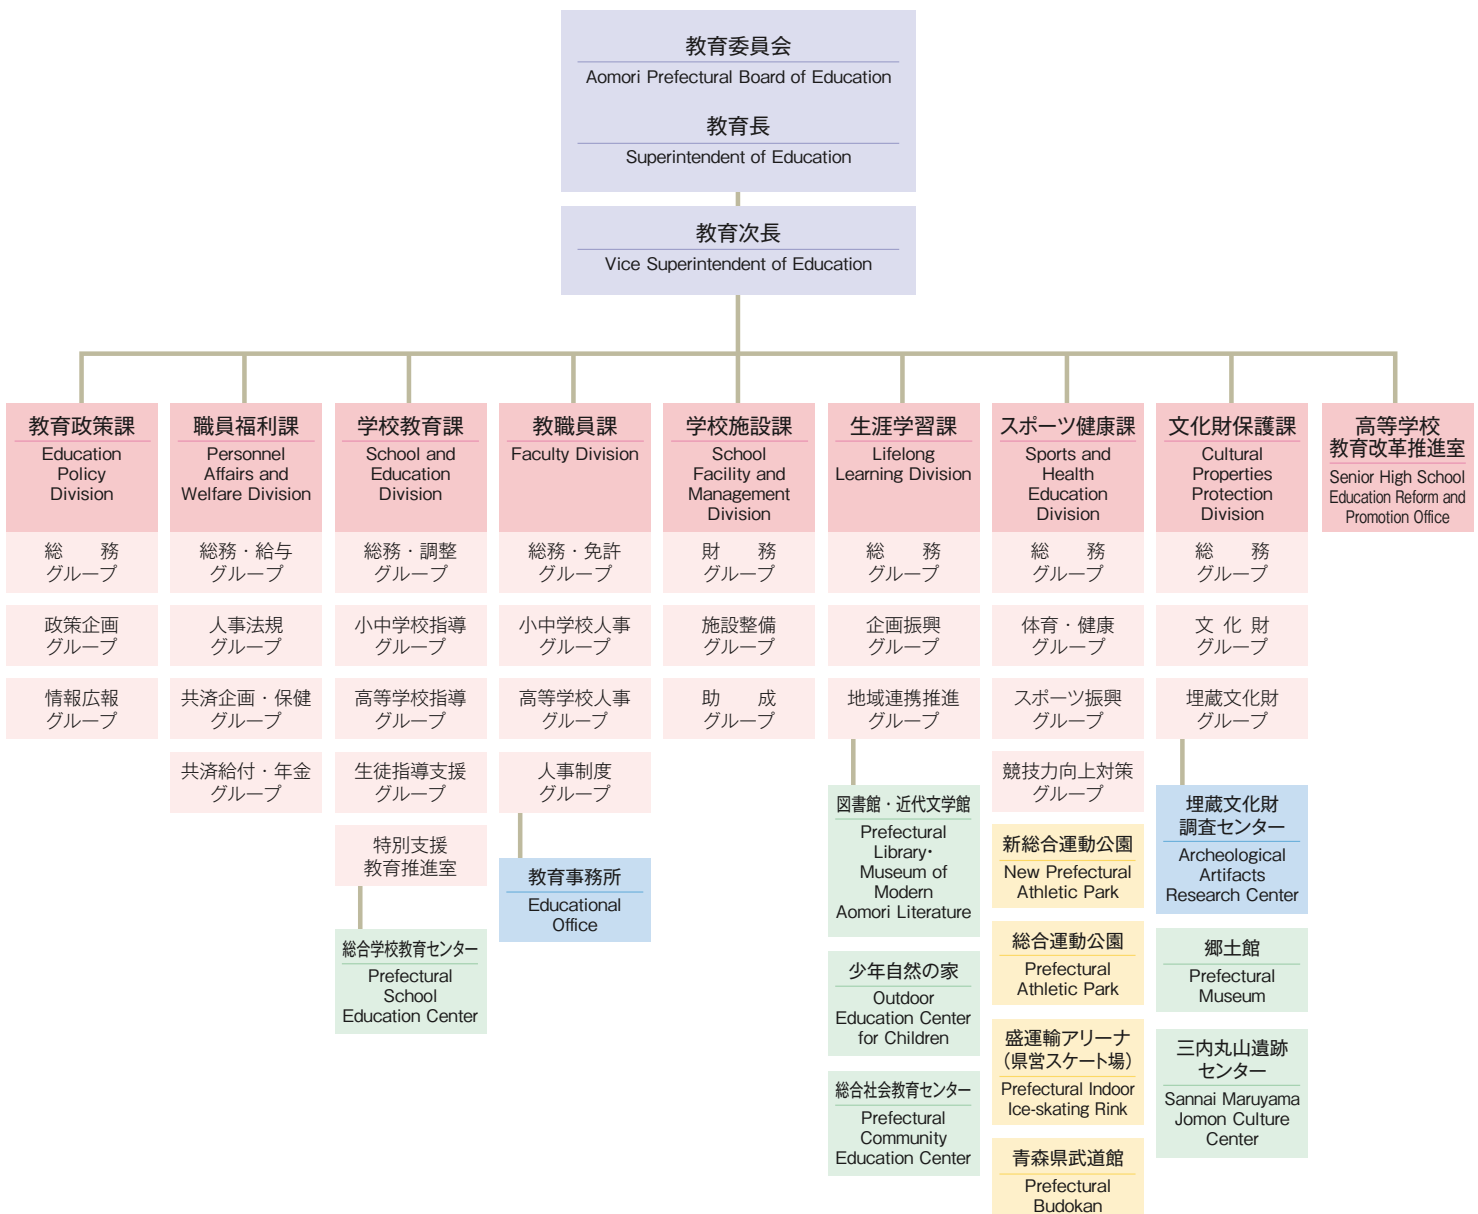 教育委員会
Aomori Prefectural Board of Education
教育長
Superintendent of Education
教育次長
Vice Superintendent of Education
教育政策課
Education
Policy
Division
総　務
グループ
政策企画
グループ
情報広報
グループ
職員福利課
Personnel
Affairs and
Welfare Division
総務・給与
グループ
人事法規
グループ
共済企画・保健
グループ
共済給付・年金
グループ
学校教育課
School and
Education
Division
総務・調整
グループ
小中学校指導
グループ
高等学校指導
グループ
生徒指導支援
グループ
特別支援
教育推進室
総合学校教育センター
Prefectural
School
Education Center
教職員課
Faculty Division
総務・免許
グループ
小中学校人事
グループ
高等学校人事
グループ
人事制度
グループ
教育事務所
Educational
Office
学校施設課
School
Facility and
Management
Division
財　務
グループ
施設整備
グループ
助　成
グループ
生涯学習課
Lifelong
Learning Division
総　務
グループ
企画振興
グループ
地域連携推進
グループ
図書館・近代文学館
Prefectural
Library・
Museum of
Modern
Aomori Literature
少年自然の家
Outdoor
Education Center
for Children
総合社会教育センター
Prefectural
Community
Education Center
スポーツ健康課
Sports and
Health
Education
Division
総　務
グループ
体育・健康
グループ
スポーツ振興
グループ
競技力向上対策
グループ
新総合運動公園
New Prefectural
Athletic Park
総合運動公園
Prefectural
Athletic Park
盛運輸アリーナ
（県営スケート場）
Prefectural Indoor
Ice-skating Rink
青森県武道館
Prefectural
Budokan
文化財保護課
Cultural
Properties
Protection
Division
総　務
グループ
文 化 財
グループ
埋蔵文化財
グループ
埋蔵文化財
調査センター
Archeological
Artifacts
Research Center
郷土館
Prefectural
Museum
三内丸山遺跡
センター
Sannai Maruyama
Jomon Culture
Center
高等学校
教育改革推進室
Senior High School
Education Reform and
Promotion Office